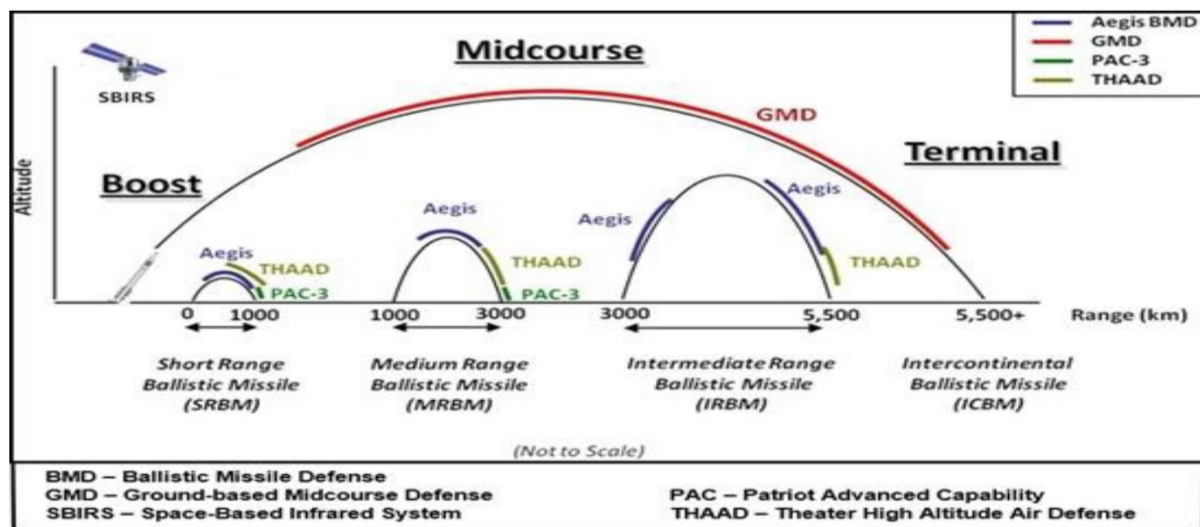 Aegis BMD
GMD
PAC-3
THAAD
Midcourse
SBIRS
GMD
Terminal
Boost
Altitude
Aegis
THAAD
PAC-3
Aegis
THAAD
PAC-3
Aegis
Aegis
THAAD
0 1000 1000 3000 3000 5,500 5,500+ Range (km)
Short Range
Ballistic Missile
(SRBM)
Medium Range
Ballistic Missile
(MRBM)
Intermediate Range
Ballistic Missile
(IRBM)
Intercontinental
Ballistic Missile
(ICBM)
(Not to Scale)
BMD – Ballistic Missile Defense
GMD – Ground-based Midcourse Defense
SBIRS – Space-Based Infrared System
PAC – Patriot Advanced Capability
THAAD – Theater High Altitude Air Defense